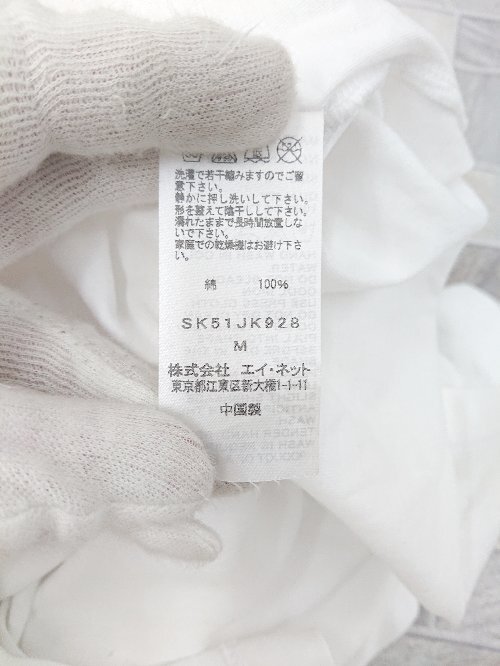 洗濯で若干縮みますのでご留
意下さい。
静かに押し洗いして下さい。
形を整えて陰干しして下さい。
濡れたままで長時間放置しな
いで下さい。
家庭での乾燥機はお避け下さ
い。
綿 100%
SK51JK928
M
株式会社 エイ・ネット
東京都江東区新大橋1-1-11
中国製